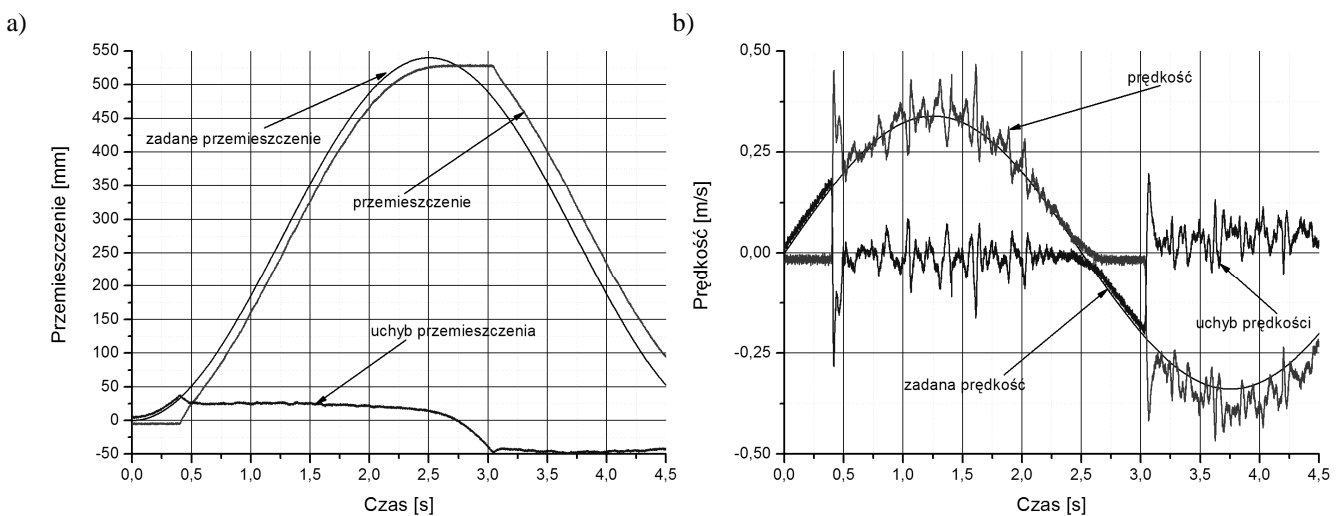 a)
Przemieszczenie [mm]
550
500
450
400
350
300
250
200
150
100
50
0
-50
zadane przemieszczenie
przemieszczenie
uchyb przemieszczenia
0,0 0,5 1,0 1,5 2,0 2,5 3,0 3,5 4,0 4,5
Czas [s]
b)
Prędkość [m/s]
0,50
0,25
0,00
-0,25
-0,50
prędkość
uchyb prędkości
zadana prędkość
0,0 0,5 1,0 1,5 2,0 2,5 3,0 3,5 4,0 4,5
Czas [s]